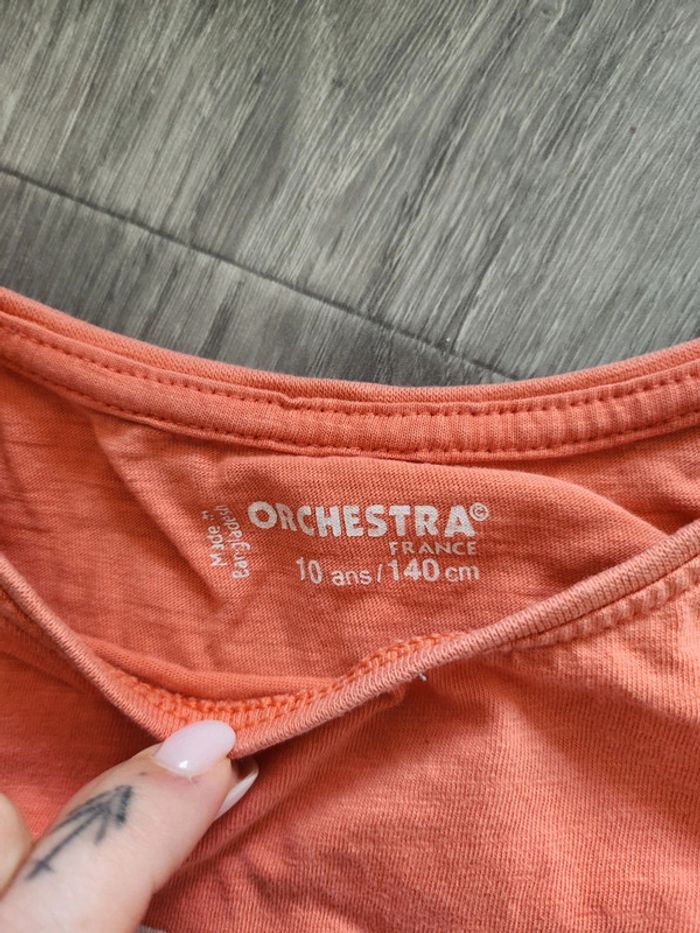 Made in
Bangladesh
ORCHESTRA©
FRANCE
10 ans / 140 cm